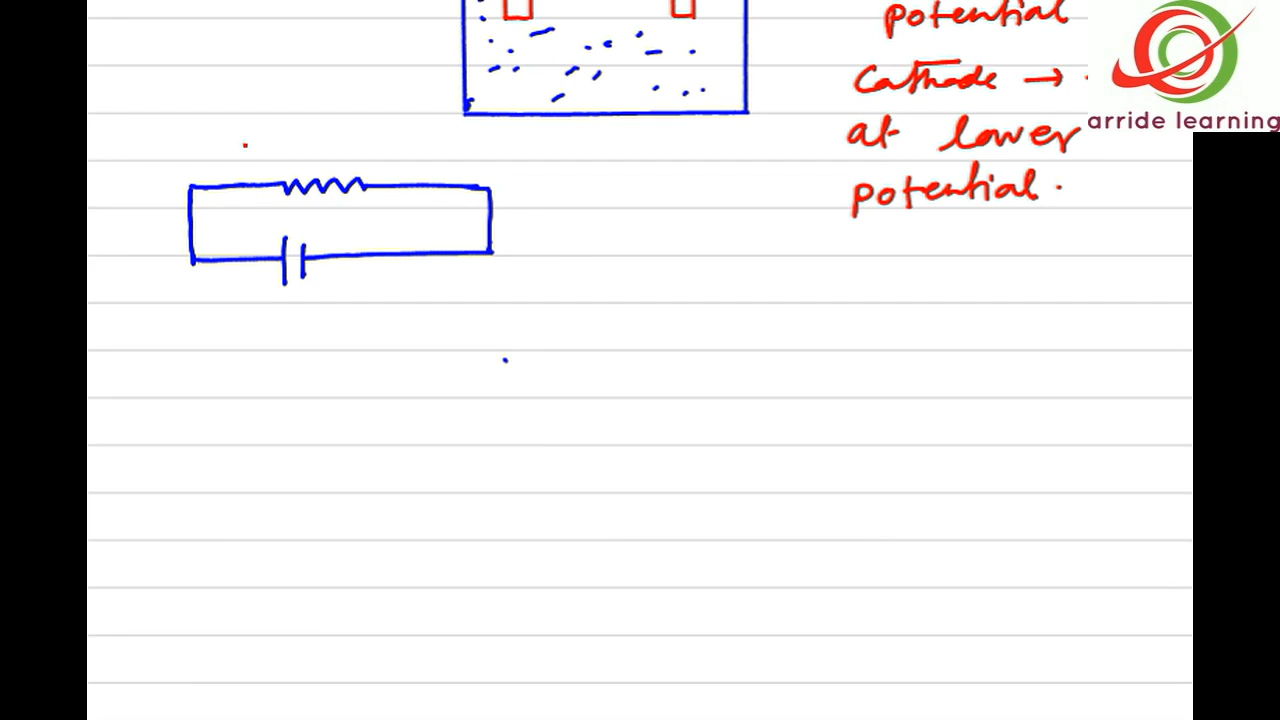 potential
Cathode →
at lower
potential.
arride learning